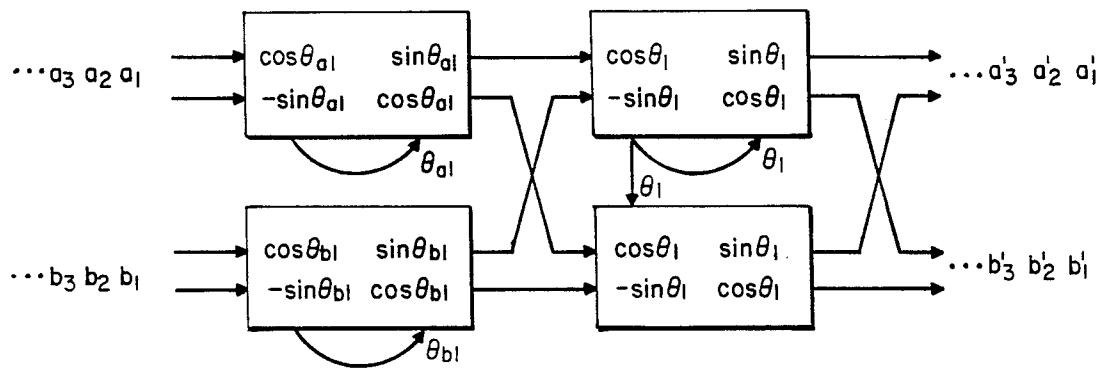 cosθa1 sinθa1
-sinθa1 cosθa1
θa1
cosθ1 sinθ1
-sinθ1 cosθ1
θ1
θ1
...a3 a2 a1
...a'3 a'2 a'1
cosθb1 sinθb1
-sinθb1 cosθb1
θb1
cosθ1 sinθ1
-sinθ1 cosθ1
...b3 b2 b1
...b'3 b'2 b'1